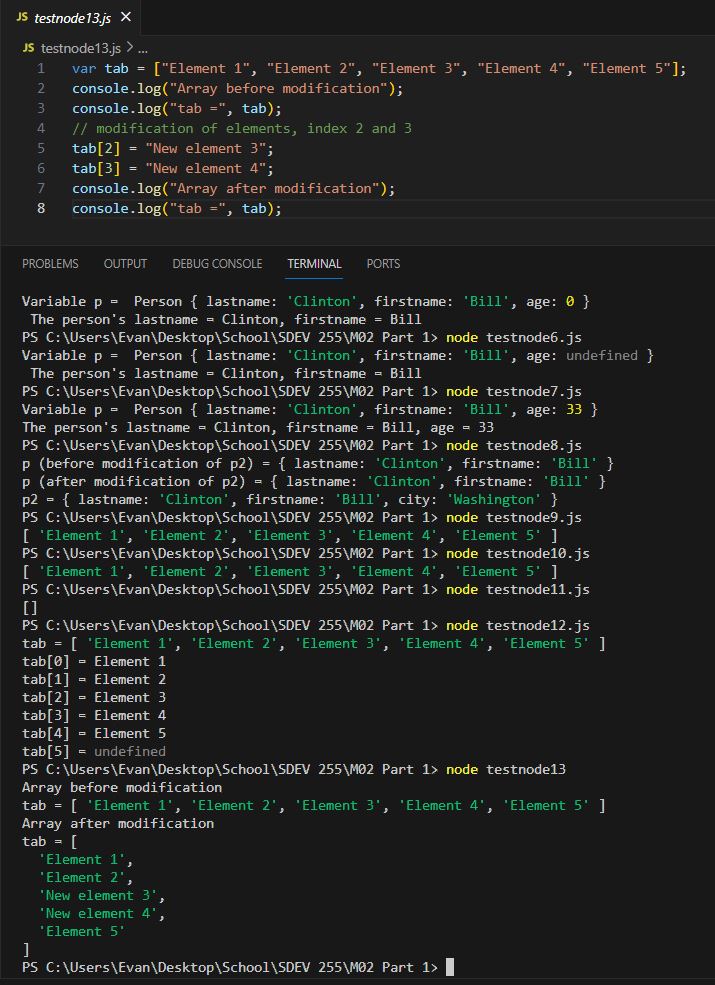 JS testnode13.js ×
JS testnode13.js > ...
1 var tab = ["Element 1", "Element 2", "Element 3", "Element 4", "Element 5"];
2 console.log("Array before modification");
3 console.log("tab =", tab);
4 // modification of elements, index 2 and 3
5 tab[2] = "New element 3";
6 tab[3] = "New element 4";
7 console.log("Array after modification");
8 console.log("tab =", tab);
PROBLEMS OUTPUT DEBUG CONSOLE TERMINAL PORTS
Variable p =  Person { lastname: 'Clinton', firstname: 'Bill', age: 0 }
 The person's lastname = Clinton, firstname = Bill
PS C:\Users\Evan\Desktop\School\SDEV 255\M02 Part 1> node testnode6.js
Variable p =  Person { lastname: 'Clinton', firstname: 'Bill', age: undefined }
 The person's lastname = Clinton, firstname = Bill
PS C:\Users\Evan\Desktop\School\SDEV 255\M02 Part 1> node testnode7.js
Variable p =  Person { lastname: 'Clinton', firstname: 'Bill', age: 33 }
The person's lastname = Clinton, firstname = Bill, age = 33
PS C:\Users\Evan\Desktop\School\SDEV 255\M02 Part 1> node testnode8.js
p (before modification of p2) = { lastname: 'Clinton', firstname: 'Bill' }
p (after modification of p2) = { lastname: 'Clinton', firstname: 'Bill' }
p2 = { lastname: 'Clinton', firstname: 'Bill', city: 'Washington' }
PS C:\Users\Evan\Desktop\School\SDEV 255\M02 Part 1> node testnode9.js
[ 'Element 1', 'Element 2', 'Element 3', 'Element 4', 'Element 5' ]
PS C:\Users\Evan\Desktop\School\SDEV 255\M02 Part 1> node testnode10.js
[ 'Element 1', 'Element 2', 'Element 3', 'Element 4', 'Element 5' ]
PS C:\Users\Evan\Desktop\School\SDEV 255\M02 Part 1> node testnode11.js
[]
PS C:\Users\Evan\Desktop\School\SDEV 255\M02 Part 1> node testnode12.js
tab = [ 'Element 1', 'Element 2', 'Element 3', 'Element 4', 'Element 5' ]
tab[0] = Element 1
tab[1] = Element 2
tab[2] = Element 3
tab[3] = Element 4
tab[4] = Element 5
tab[5] = undefined
PS C:\Users\Evan\Desktop\School\SDEV 255\M02 Part 1> node testnode13
Array before modification
tab = [ 'Element 1', 'Element 2', 'Element 3', 'Element 4', 'Element 5' ]
Array after modification
tab = [
  'Element 1',
  'Element 2',
  'New element 3',
  'New element 4',
  'Element 5'
]
PS C:\Users\Evan\Desktop\School\SDEV 255\M02 Part 1>